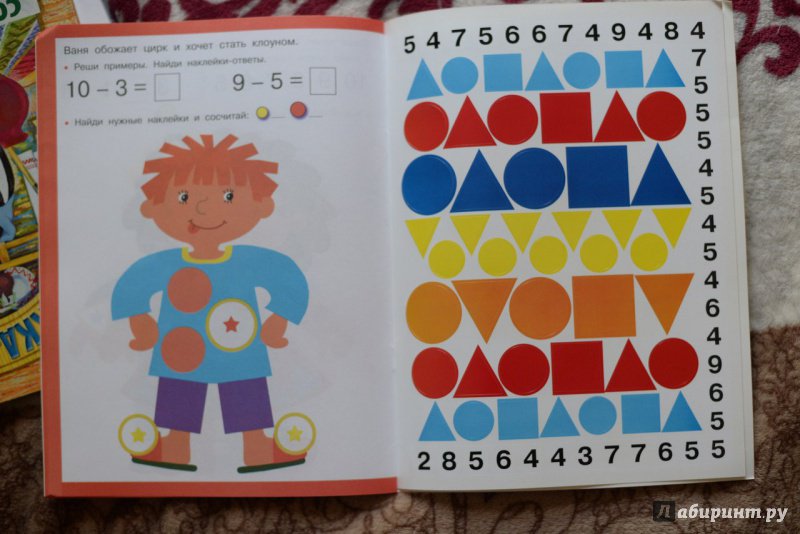 Ваня обожает цирк и хочет стать клоуном.
• Реши примеры. Найди наклейки-ответы.
10 – 3 =
9 – 5 =
• Найди нужные наклейки и сосчитай:
5 4 7 5 6 6 7 4 9 4 8 4
7
5
5
5
4
5
4
5
4
6
4
9
6
5
2 8 5 6 4 4 3 7 7 6 5 5
Лабиринт.ру